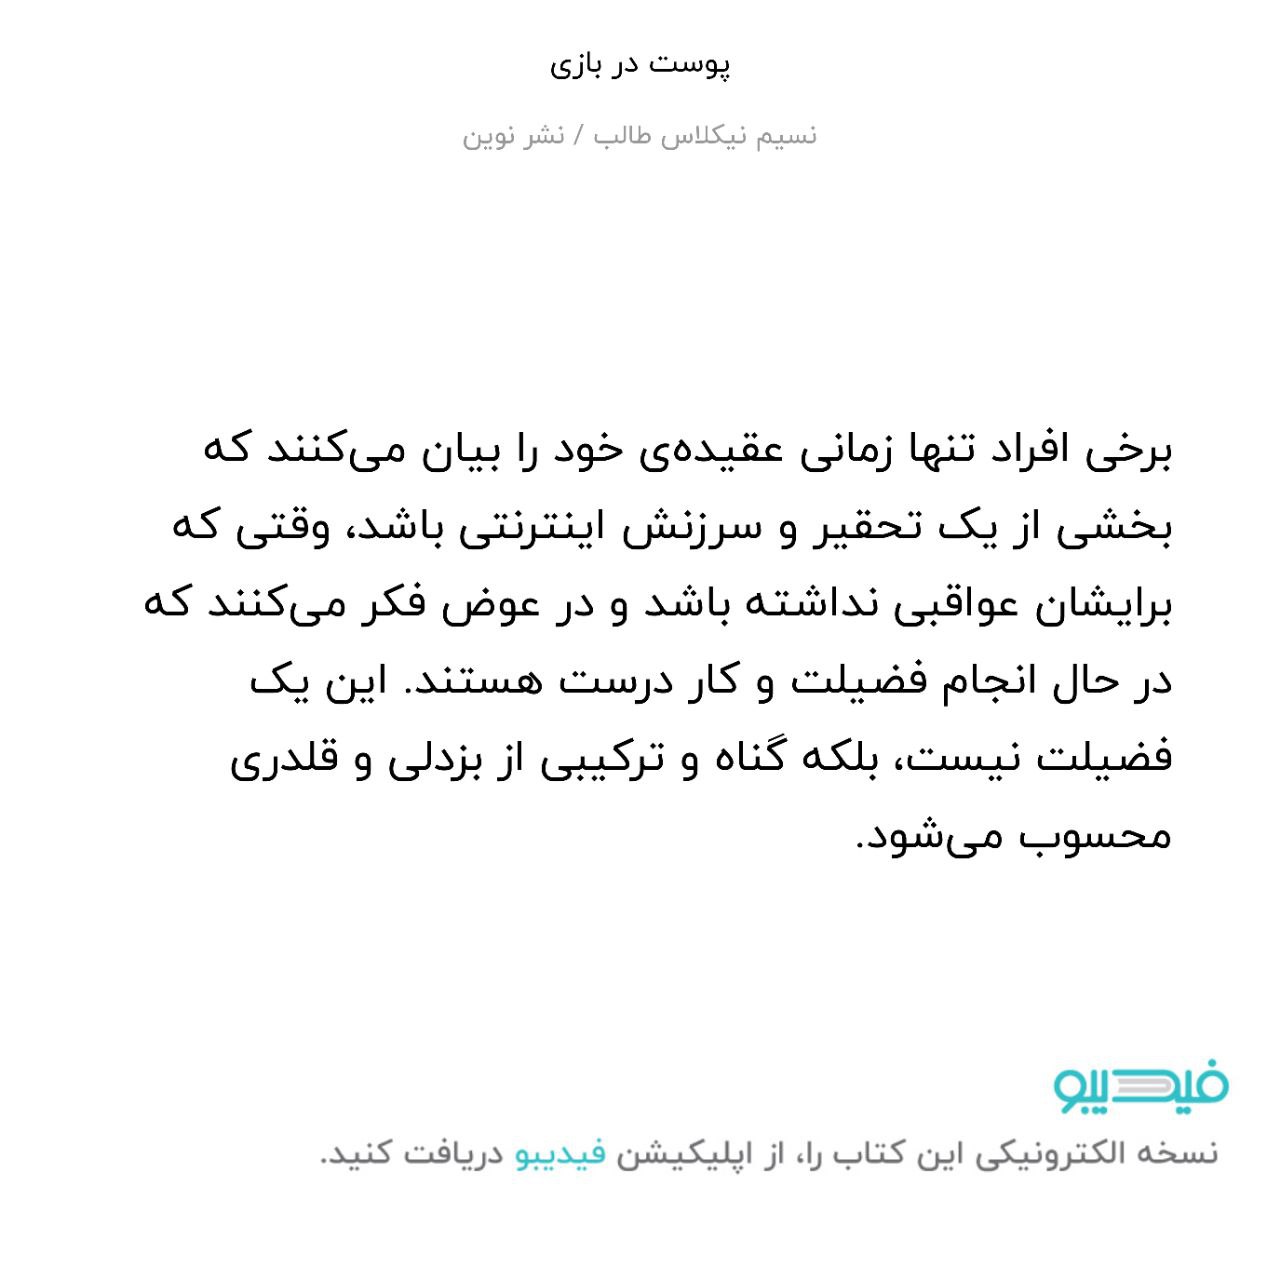 پوست در بازی
نسیم نیکلاس طالب / نشر نوین
برخی افراد تنها زمانی عقیده‌ی خود را بیان می‌کنند که
بخشی از یک تحقیر و سرزنش اینترنتی باشد، وقتی که
برایشان عواقبی نداشته باشد و در عوض فکر می‌کنند که
در حال انجام فضیلت و کار درست هستند. این یک
فضیلت نیست، بلکه گناه و ترکیبی از بزدلی و قلدری
محسوب می‌شود.
فیدیبو
نسخه الکترونیکی این کتاب را، از اپلیکیشن فیدیبو دریافت کنید.